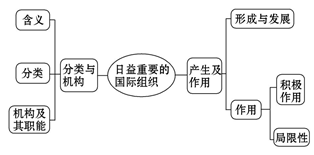 含义
分类
机构及
其职能
分类与
机构
日益重要的
国际组织
产生及
作用
形成与发展
作用
积极
作用
局限性